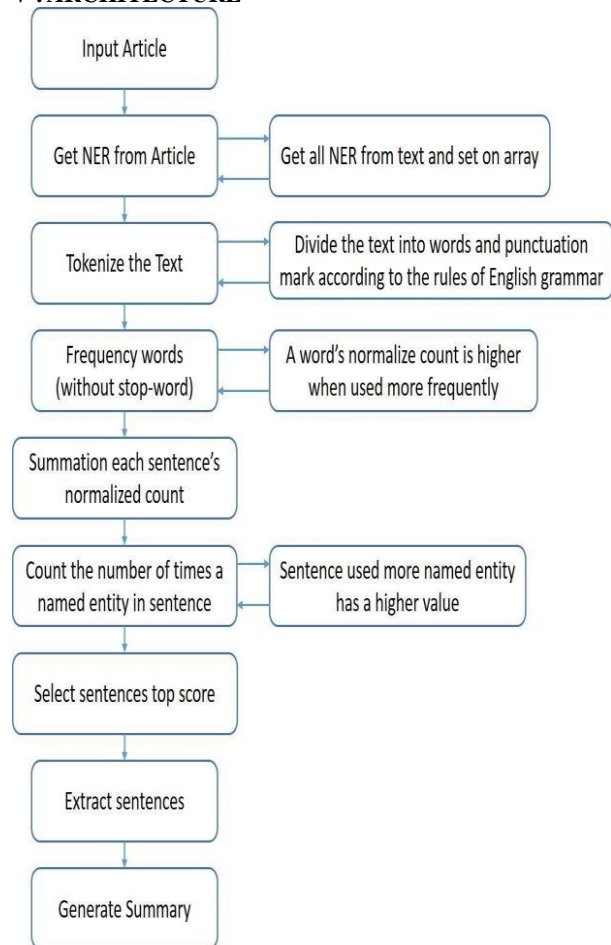 V .ARCHITECTURE
Input Article
Get NER from Article
Get all NER from text and set on array
Tokenize the Text
Divide the text into words and punctuation
mark according to the rules of English grammar
Frequency words
(without stop-word)
A word's normalize count is higher
when used more frequently
Summation each sentence's
normalized count
Count the number of times a
named entity in sentence
Sentence used more named entity
has a higher value
Select sentences top score
Extract sentences
Generate Summary